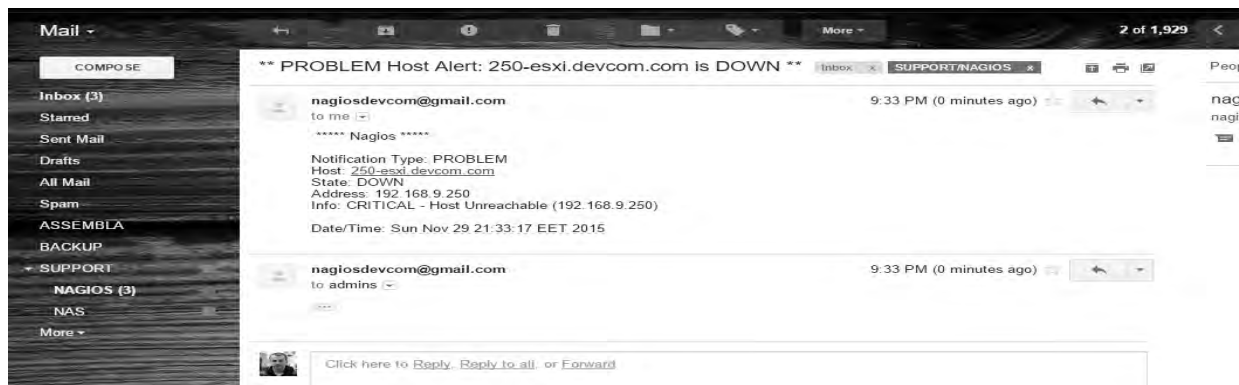 Mail
More
2 of 1,929
COMPOSE
** PROBLEM Host Alert: 250-esxi.devcom.com is DOWN **
Inbox x
SUPPORT/NAGIOS x
Peop
Inbox (3)
Starred
Sent Mail
Drafts
All Mail
Spam
ASSEMBLA
BACKUP
SUPPORT
NAGIOS (3)
NAS
More
nagiosdevcom@gmail.com
9:33 PM (0 minutes ago)
to me
***** Nagios *****
Notification Type: PROBLEM
Host: 250-esxi.devcom.com
State: DOWN
Address: 192.168.9.250
Info: CRITICAL - Host Unreachable (192.168.9.250)
Date/Time: Sun Nov 29 21:33:17 EET 2015
nagiosdevcom@gmail.com
9:33 PM (0 minutes ago)
to admins
...
Click here to Reply, Reply to all, or Forward
nag
nagi